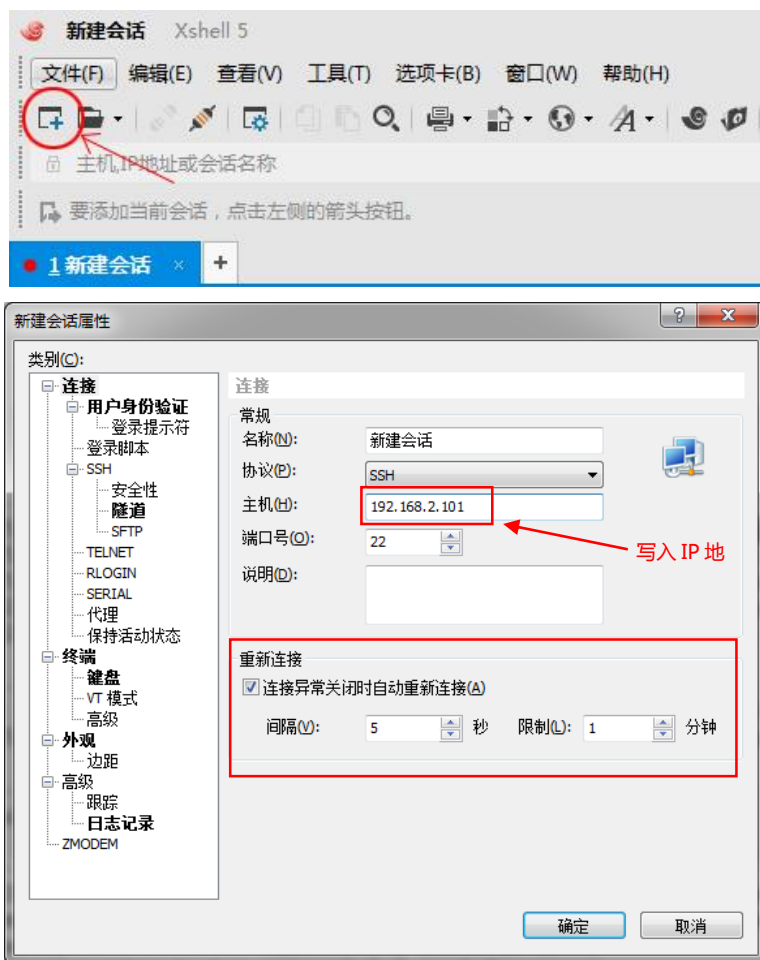 新建会话 Xshell 5
文件(F) 编辑(E) 查看(V) 工具(T) 选项卡(B) 窗口(W) 帮助(H)
主机,IP地址或会话名称
要添加当前会话，点击左侧的箭头按钮。
1 新建会话 × +
新建会话属性
类别(C):
连接
用户身份验证
登录提示符
登录脚本
SSH
安全性
隧道
SFTP
TELNET
RLOGIN
SERIAL
代理
保持活动状态
终端
键盘
VT 模式
高级
外观
边距
高级
跟踪
日志记录
ZMODEM
连接
常规
名称(N): 新建会话
协议(P): SSH
主机(H): 192.168.2.101
端口号(O): 22
写入 IP 地
说明(D):
重新连接
连接异常关闭时自动重新连接(A)
间隔(V): 5 秒 限制(L): 1 分钟
确定 取消